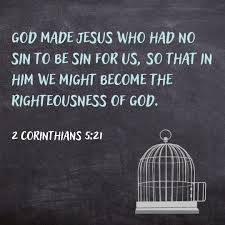 GOD MADE JESUS WHO HAD NO
SIN TO BE SIN FOR US, SO THAT IN
HIM WE MIGHT BECOME THE
RIGHTEOUSNESS OF GOD.
2 CORINTHIANS 5:21